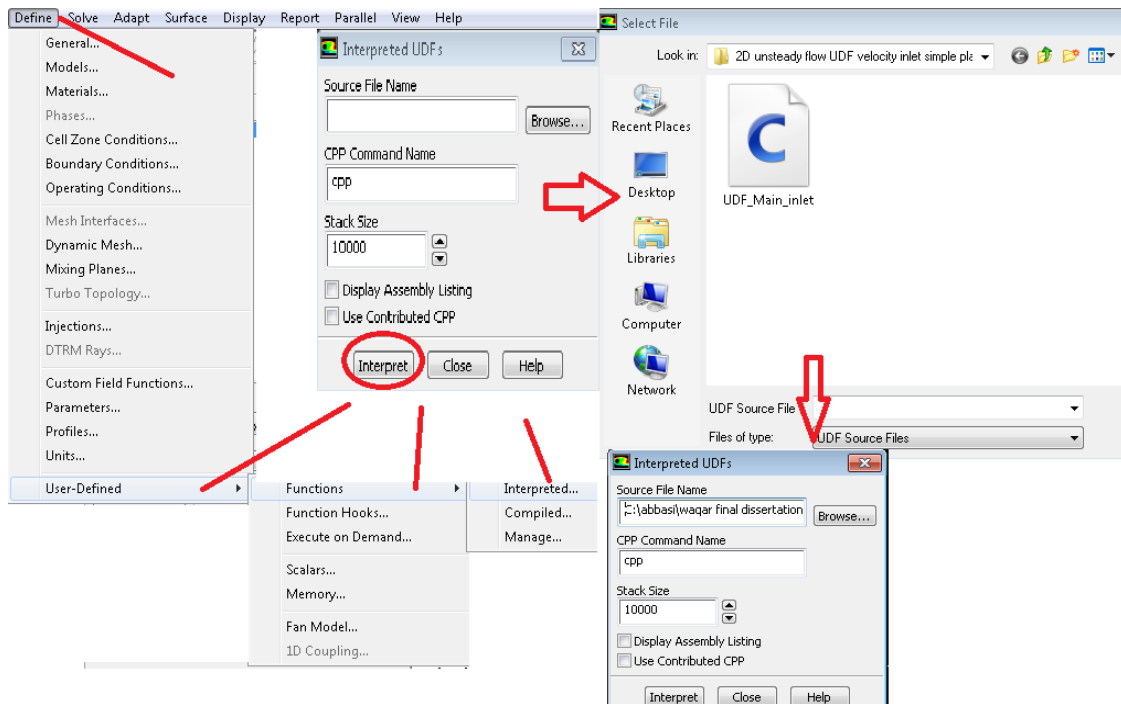 Define Solve Adapt Surface Display Report Parallel View Help
General...
Models...
Materials...
Phases...
Cell Zone Conditions...
Boundary Conditions...
Operating Conditions...
Mesh Interfaces...
Dynamic Mesh...
Mixing Planes...
Turbo Topology...
Injections...
DTRM Rays...
Custom Field Functions...
Parameters...
Profiles...
Units...
User-Defined
Functions
Function Hooks...
Execute on Demand...
Scalars...
Memory...
Fan Model...
1D Coupling...
Interpreted...
Compiled...
Manage...
Interpreted UDFs
Source File Name
Browse...
CPP Command Name
cpp
Stack Size
10000
Display Assembly Listing
Use Contributed CPP
Interpret Close Help
Select File
Look in: 2D unsteady flow UDF velocity inlet simple pla
Recent Places
Desktop
Libraries
Computer
Network
C
UDF_Main_inlet
UDF Source File
Files of type: UDF Source Files
Interpreted UDFs
Source File Name
:\abbasi\waqar final dissertation
Browse...
CPP Command Name
cpp
Stack Size
10000
Display Assembly Listing
Use Contributed CPP
Interpret Close Help